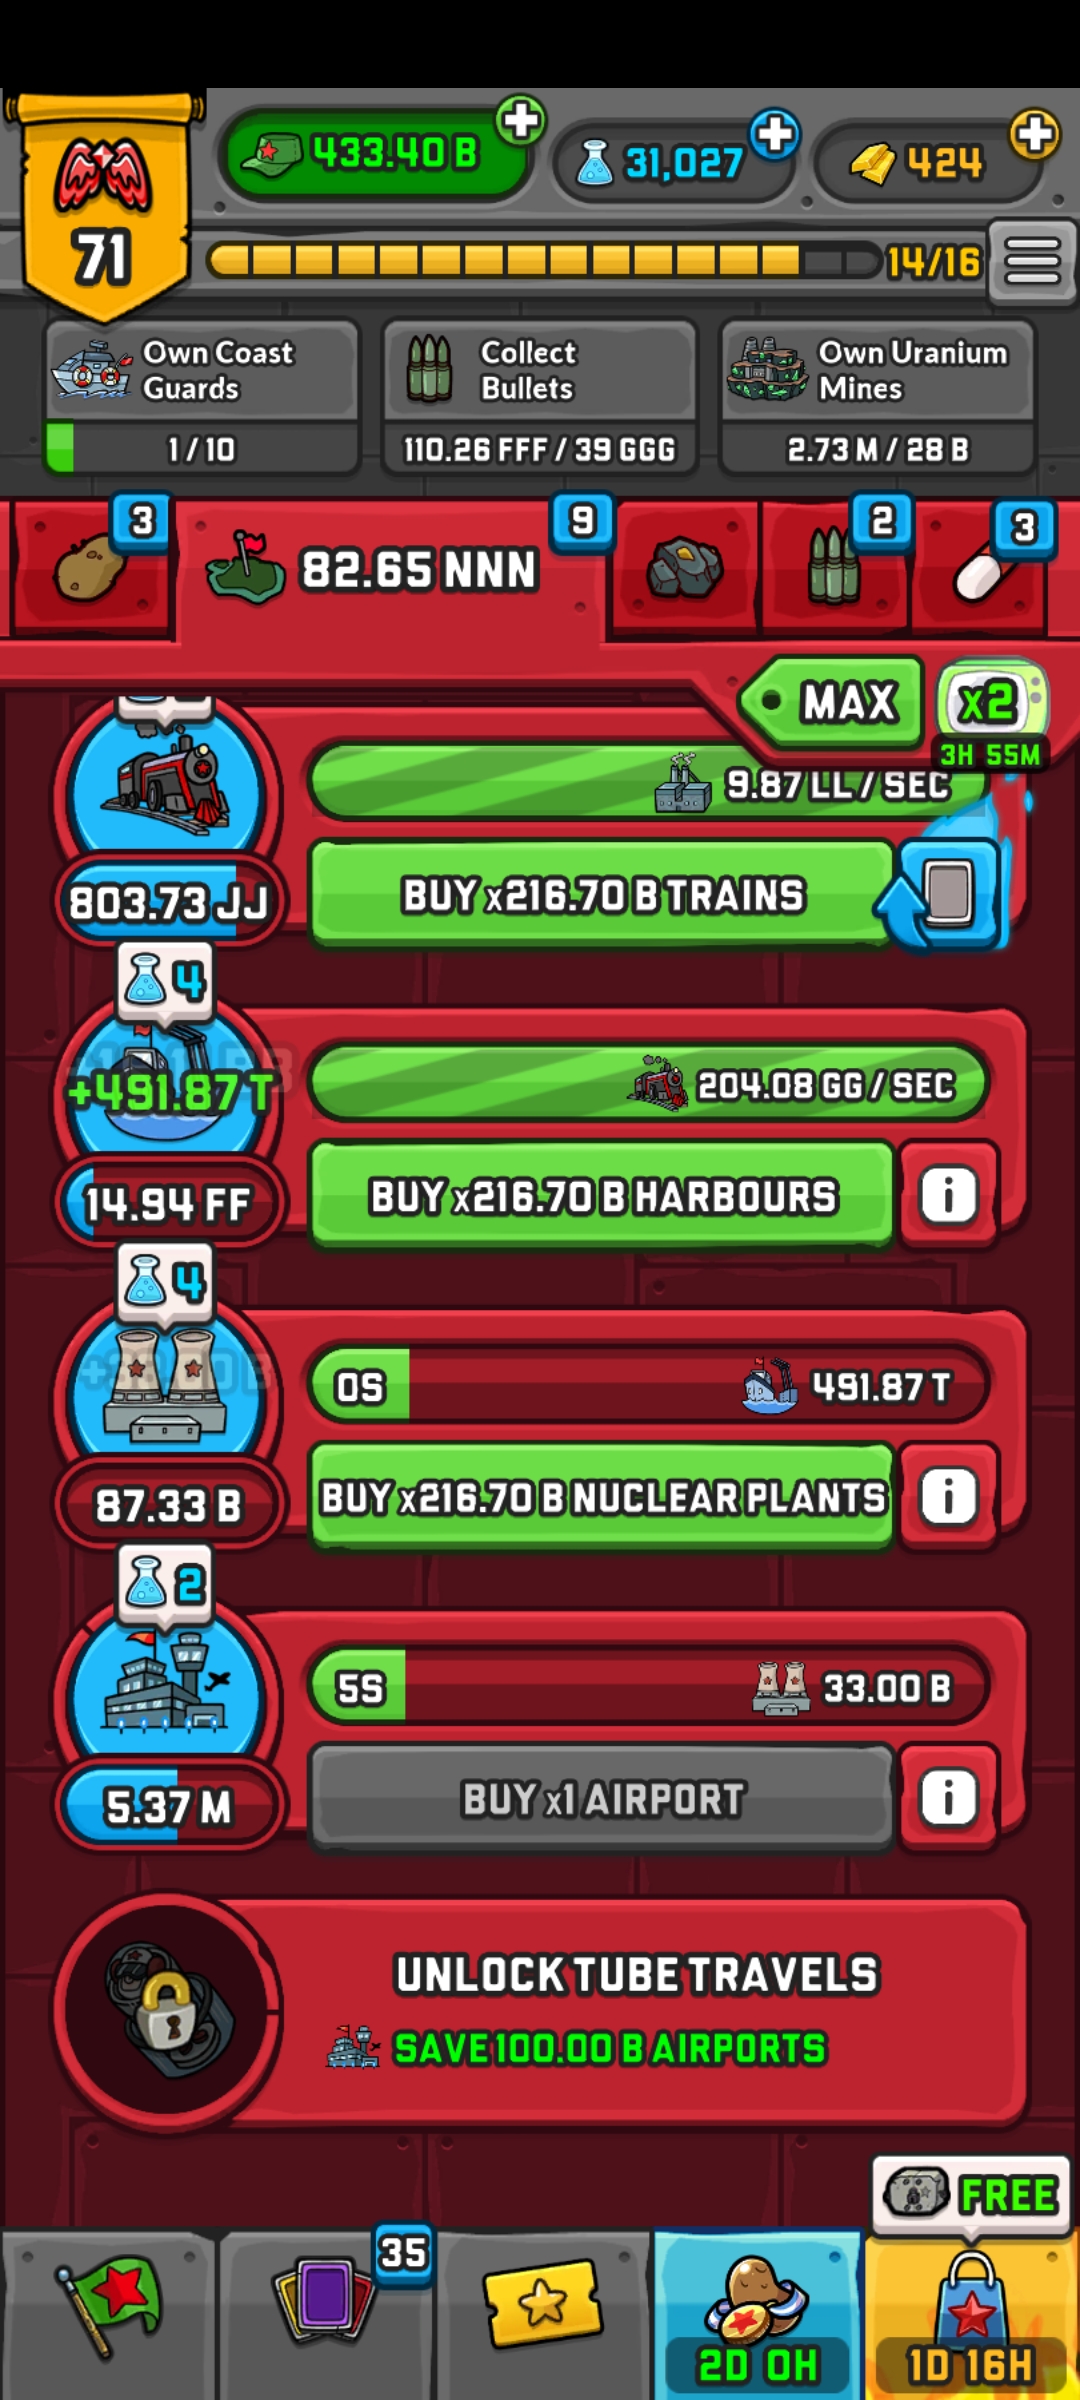 433.40 B
31,027
424
71
14/16
Own Coast
Guards
1 / 10
Collect
Bullets
110.26 FFF / 39 GGG
Own Uranium
Mines
2.73 M / 28 B
3
82.65 NNN
9
2
3
MAX
x2
3H 55M
9.87 LL / SEC
803.73 JJ
BUY x216.70 B TRAINS
4
+491.87 T
204.08 GG / SEC
14.94 FF
BUY x216.70 B HARBOURS
i
4
0S
491.87 T
87.33 B
BUY x216.70 B NUCLEAR PLANTS
i
2
5S
33.00 B
5.37 M
BUY x1 AIRPORT
i
UNLOCK TUBE TRAVELS
SAVE 100.00 B AIRPORTS
FREE
35
2D 0H
1D 16H